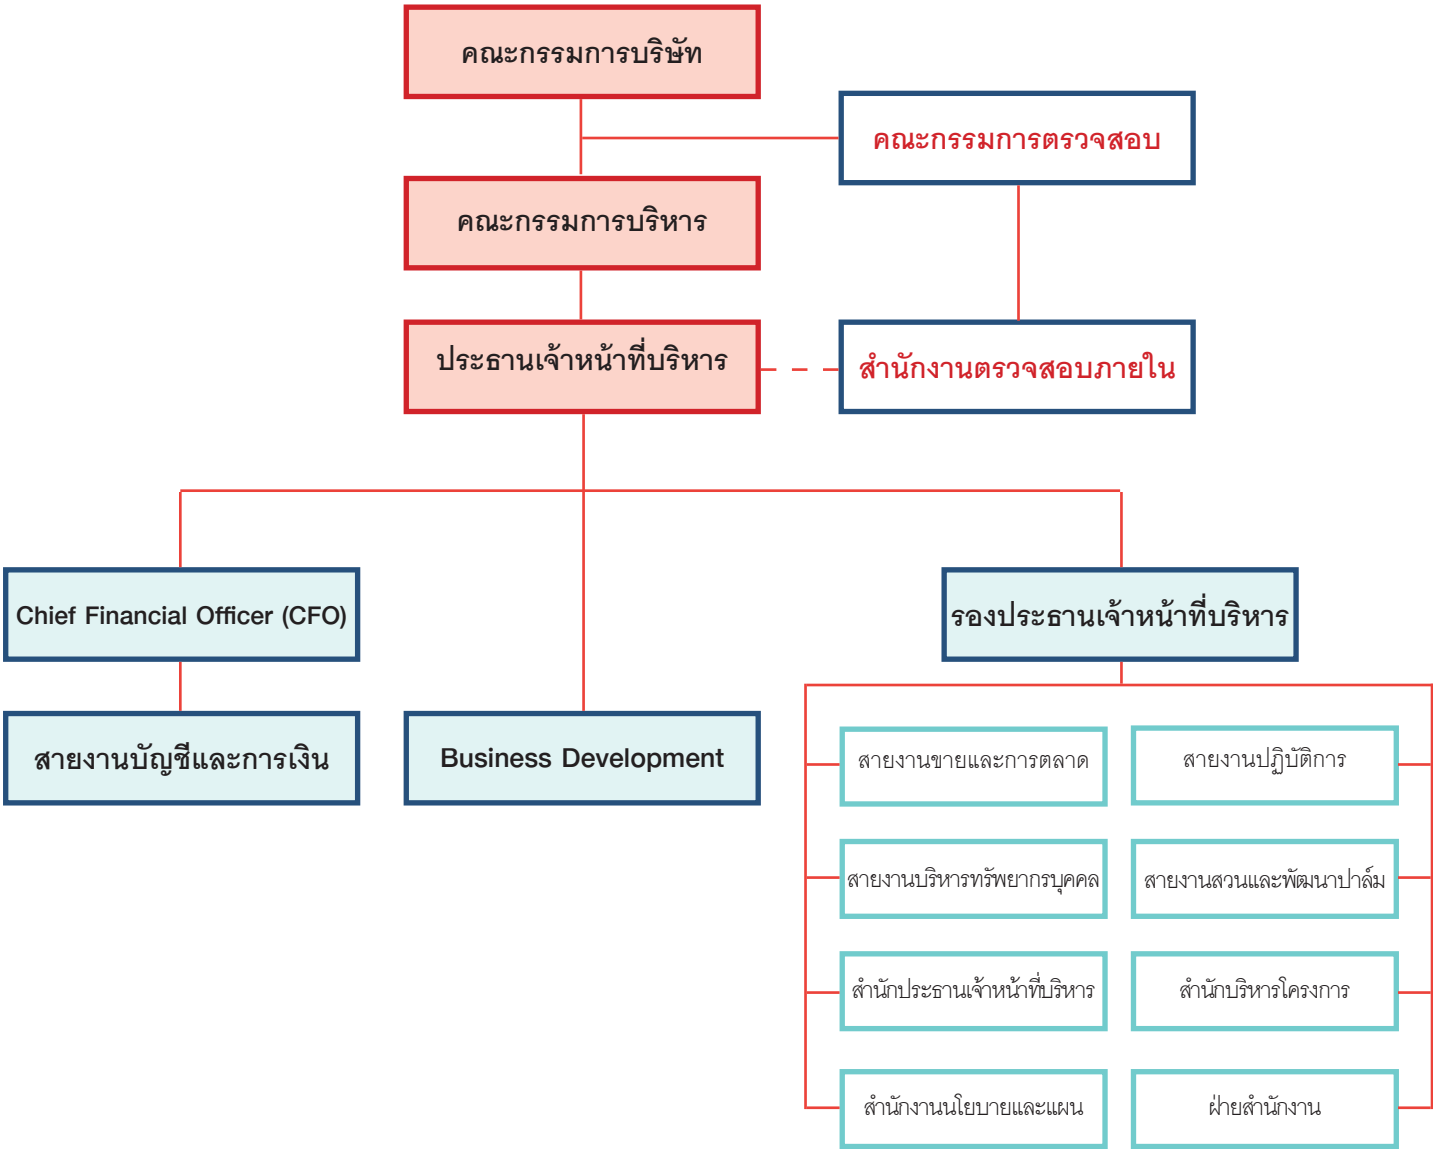 คณะกรรมการบริษัท
คณะกรรมการตรวจสอบ
คณะกรรมการบริหาร
ประธานเจ้าหน้าที่บริหาร
สำนักงานตรวจสอบภายใน
Chief Financial Officer (CFO)
รองประธานเจ้าหน้าที่บริหาร
สายงานบัญชีและการเงิน
Business Development
สายงานขายและการตลาด
สายงานปฏิบัติการ
สายงานบริหารทรัพยากรบุคคล
สายงานสวนและพัฒนาปาล์ม
สำนักประธานเจ้าหน้าที่บริหาร
สำนักบริหารโครงการ
สำนักงานนโยบายและแผน
ฝ่ายสำนักงาน